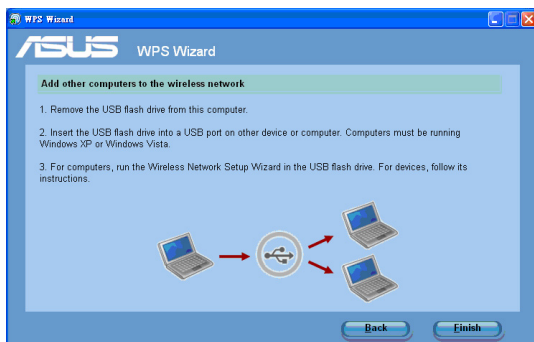 WPS Wizard
ASUS WPS Wizard
Add other computers to the wireless network
1. Remove the USB flash drive from this computer.
2. Insert the USB flash drive into a USB port on other device or computer. Computers must be running
Windows XP or Windows Vista.
3. For computers, run the Wireless Network Setup Wizard in the USB flash drive. For devices, follow its
instructions.
Back Finish